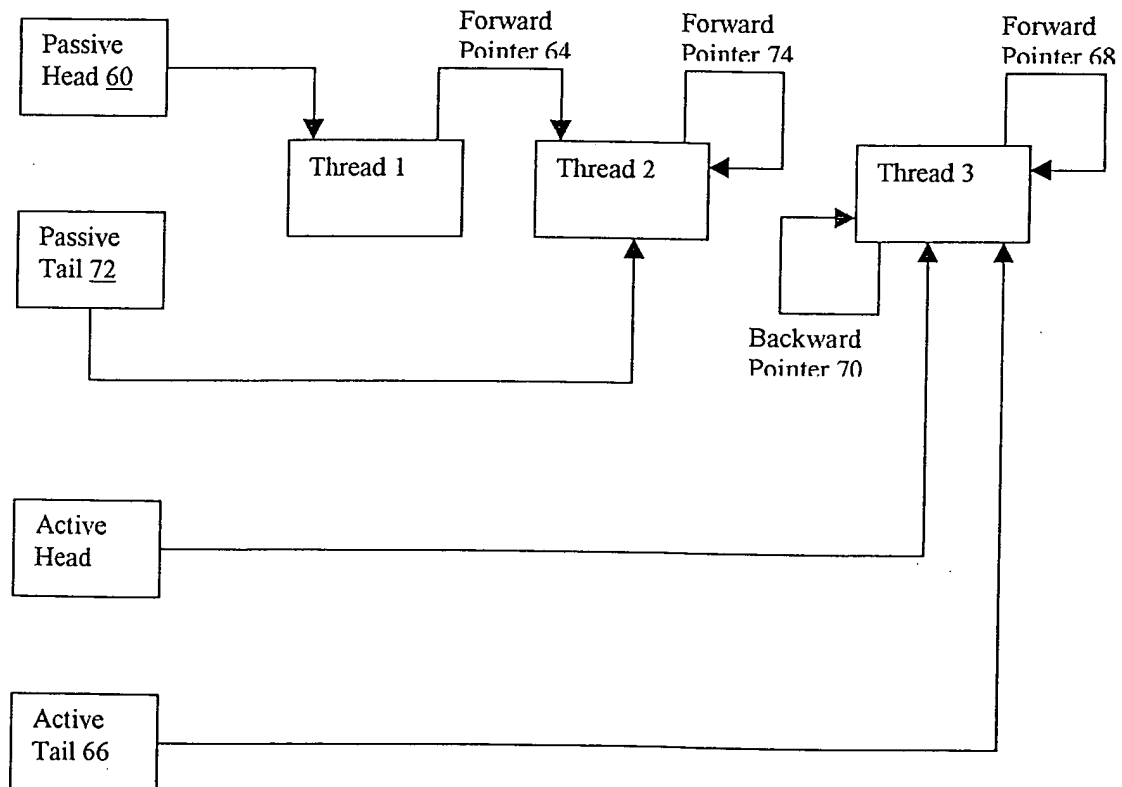 Passive
Head 60
Forward
Pointer 64
Forward
Pointer 74
Forward
Pointer 68
Thread 1
Thread 2
Thread 3
Passive
Tail 72
Backward
Pointer 70
Active
Head
Active
Tail 66